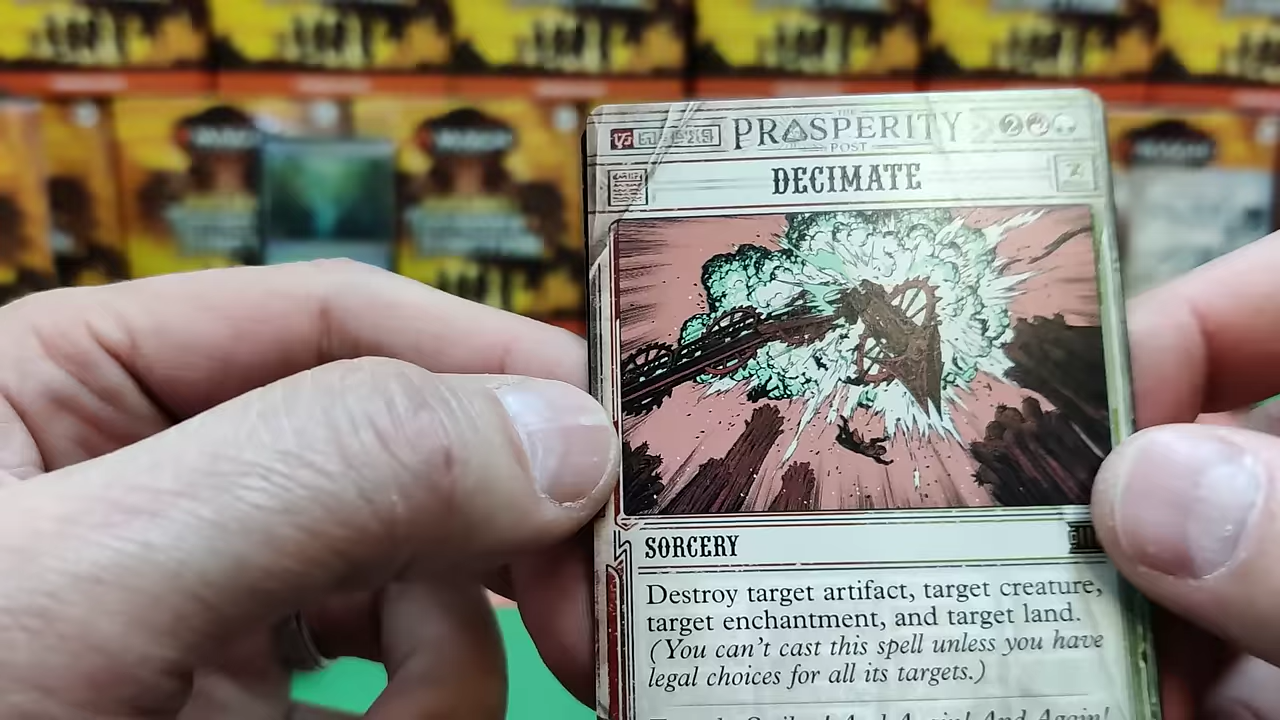 THE
PROSPERITY
POST
2
DECIMATE
SORCERY
Destroy target artifact, target creature,
target enchantment, and target land.
(You can't cast this spell unless you have
legal choices for all its targets.)